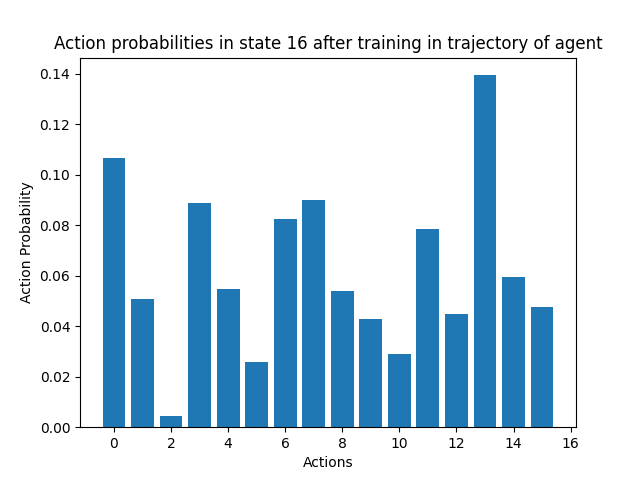 Action probabilities in state 16 after training in trajectory of agent
0.14
0.12
0.10
0.08
0.06
0.04
0.02
0.00
Action Probability
0 2 4 6 8 10 12 14 16
Actions